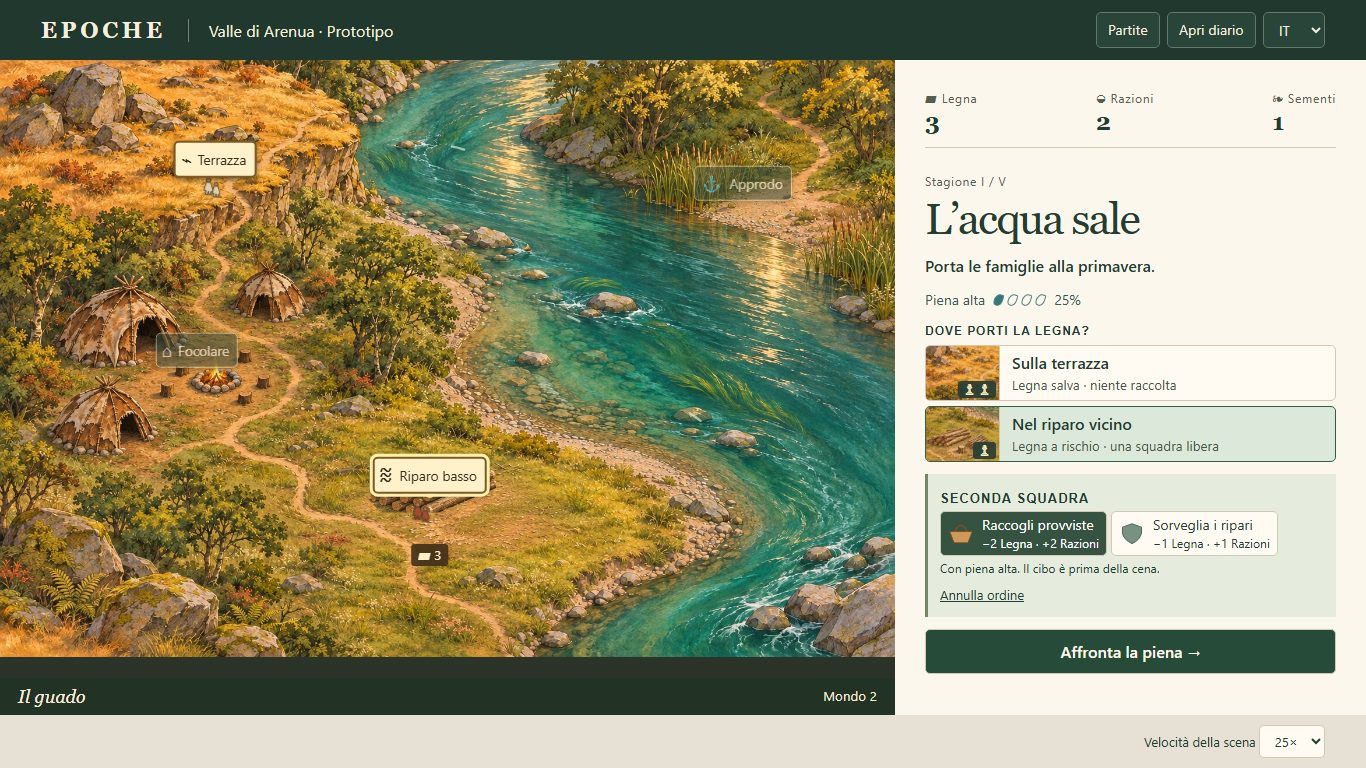 EPOCHE
Valle di Arenua · Prototipo
Partite
Apri diario
IT
Terrazza
Approdo
Focolare
Riparo basso
3
Il guado
Mondo 2
Legna
3
Razioni
2
Sementi
1
Stagione I / V
L’acqua sale
Porta le famiglie alla primavera.
Piena alta 25%
DOVE PORTI LA LEGNA?
Sulla terrazza
Legna salva · niente raccolta
Nel riparo vicino
Legna a rischio · una squadra libera
SECONDA SQUADRA
Raccogli provviste
−2 Legna · +2 Razioni
Sorveglia i ripari
−1 Legna · +1 Razioni
Con piena alta. Il cibo è prima della cena.
Annulla ordine
Affronta la piena →
Velocità della scena 25×